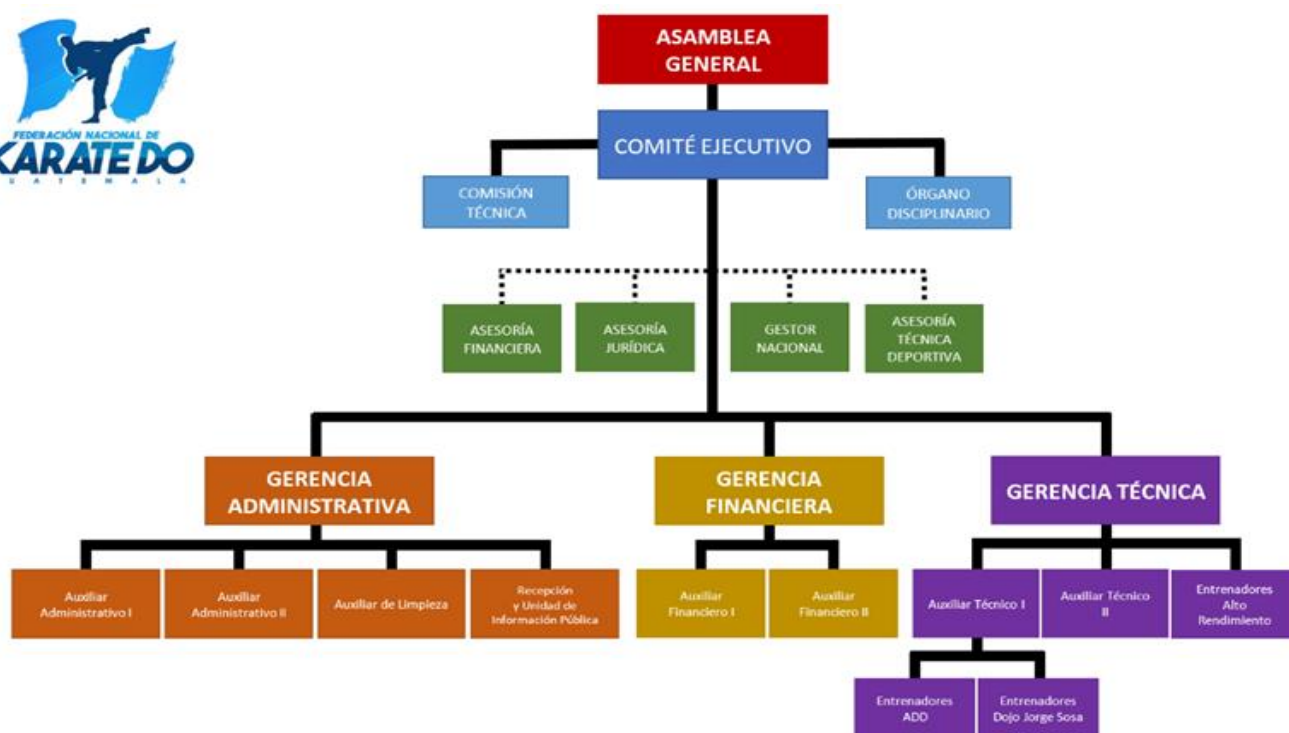 FEDERACIÓN NACIONAL DE
KARATE DO
GUATEMALA
ASAMBLEA
GENERAL
COMITÉ EJECUTIVO
COMISIÓN
TÉCNICA
ÓRGANO
DISCIPLINARIO
ASESORÍA
FINANCIERA
ASESORÍA
JURÍDICA
GESTOR
NACIONAL
ASESORÍA
TÉCNICA
DEPORTIVA
GERENCIA
ADMINISTRATIVA
GERENCIA
FINANCIERA
GERENCIA TÉCNICA
Auxiliar
Administrativo I
Auxiliar
Administrativo II
Auxiliar de Limpieza
Recepción
y Unidad de
Información Pública
Auxiliar
Financiero I
Auxiliar
Financiero II
Auxiliar Técnico I
Auxiliar Técnico
II
Entrenadores
Alto
Rendimiento
Entrenadores
ADD
Entrenadores
Dojo Jorge Sosa